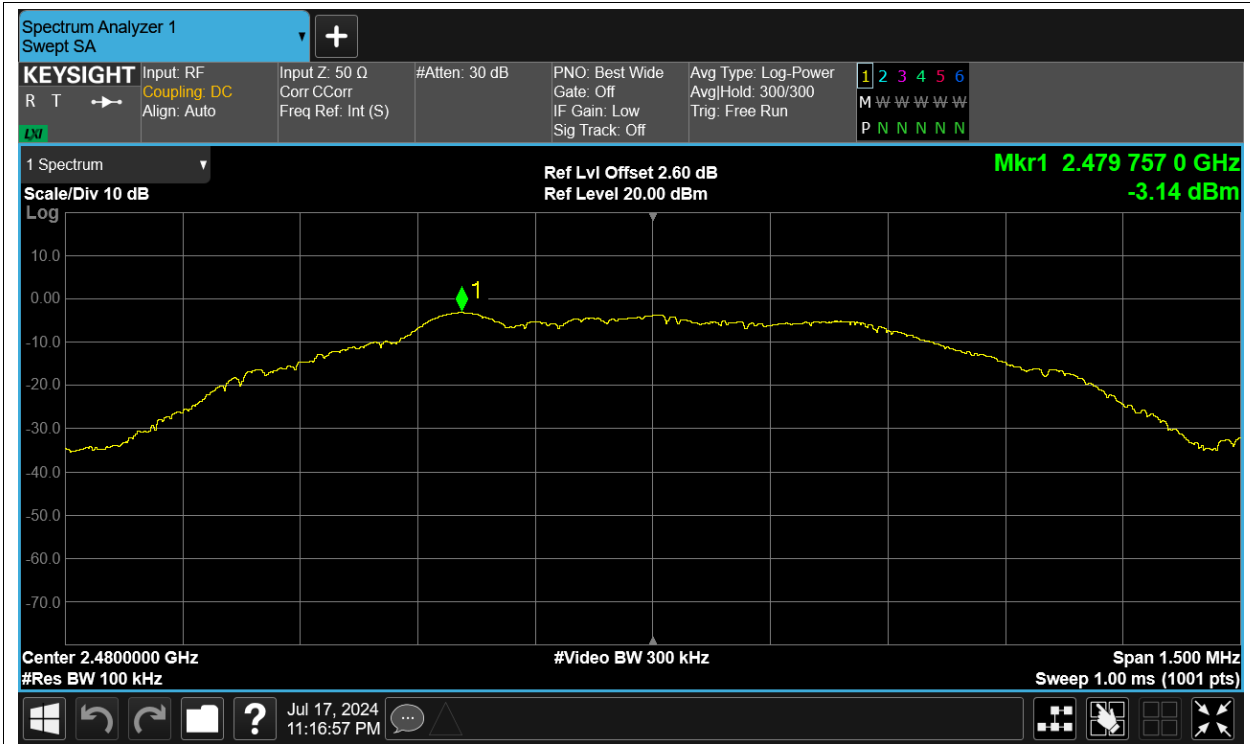 Spectrum Analyzer 1
Swept SA
KEYSIGHT
R T
LXI
Input: RF
Coupling: DC
Align: Auto
Input Z: 50 Ω
Corr CCorr
Freq Ref: Int (S)
#Atten: 30 dB
PNO: Best Wide
Gate: Off
IF Gain: Low
Sig Track: Off
Avg Type: Log-Power
Avg|Hold: 300/300
Trig: Free Run
1 2 3 4 5 6
M W W W W W W
P N N N N N
1 Spectrum
Scale/Div 10 dB
Log
Ref Lvl Offset 2.60 dB
Ref Level 20.00 dBm
Mkr1 2.479 757 0 GHz
-3.14 dBm
10.0
0.00
1
-10.0
-20.0
-30.0
-40.0
-50.0
-60.0
-70.0
Center 2.4800000 GHz
#Res BW 100 kHz
#Video BW 300 kHz
Span 1.500 MHz
Sweep 1.00 ms (1001 pts)
?
Jul 17, 2024
11:16:57 PM